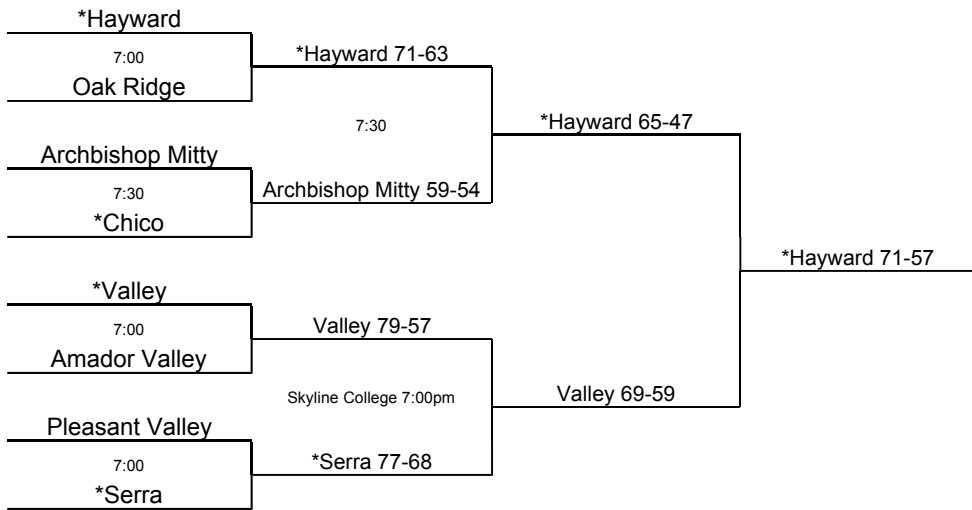 *Hayward
7:00
Oak Ridge
Archbishop Mitty
7:30
*Chico
*Valley
7:00
Amador Valley
Pleasant Valley
7:00
*Serra
*Hayward 71-63
7:30
Archbishop Mitty 59-54
Valley 79-57
Skyline College 7:00pm
*Serra 77-68
*Hayward 65-47
Valley 69-59
*Hayward 71-57